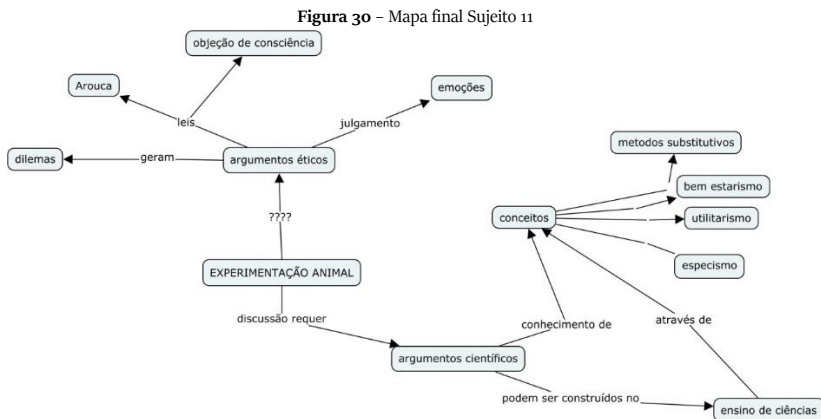 Figura 30 – Mapa final Sujeito 11
objeção de consciência
Arouca
emoções
leis
julgamento
dilemas
geram
argumentos éticos
metodos substitutivos
bem estarismo
conceitos
utilitarismo
????
especismo
EXPERIMENTAÇÃO ANIMAL
discussão requer
conhecimento de
através de
argumentos científicos
podem ser construídos no
ensino de ciências